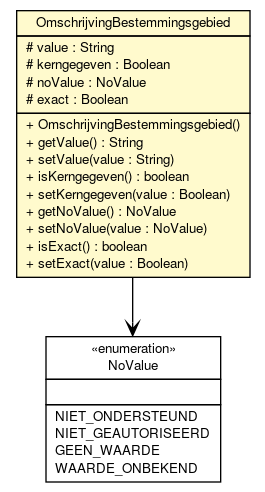 OmschrijvingBestemmingsgebied
# value : String
# kerngegeven : Boolean
# noValue : NoValue
# exact : Boolean
+ OmschrijvingBestemmingsgebied()
+ getValue() : String
+ setValue(value : String)
+ isKerngegeven() : boolean
+ setKerngegeven(value : Boolean)
+ getNoValue() : NoValue
+ setNoValue(value : NoValue)
+ isExact() : boolean
+ setExact(value : Boolean)
«enumeration»
NoValue
NIET_ONDERSTEUND
NIET_GEAUTORISEERD
GEEN_WAARDE
WAARDE_ONBEKEND